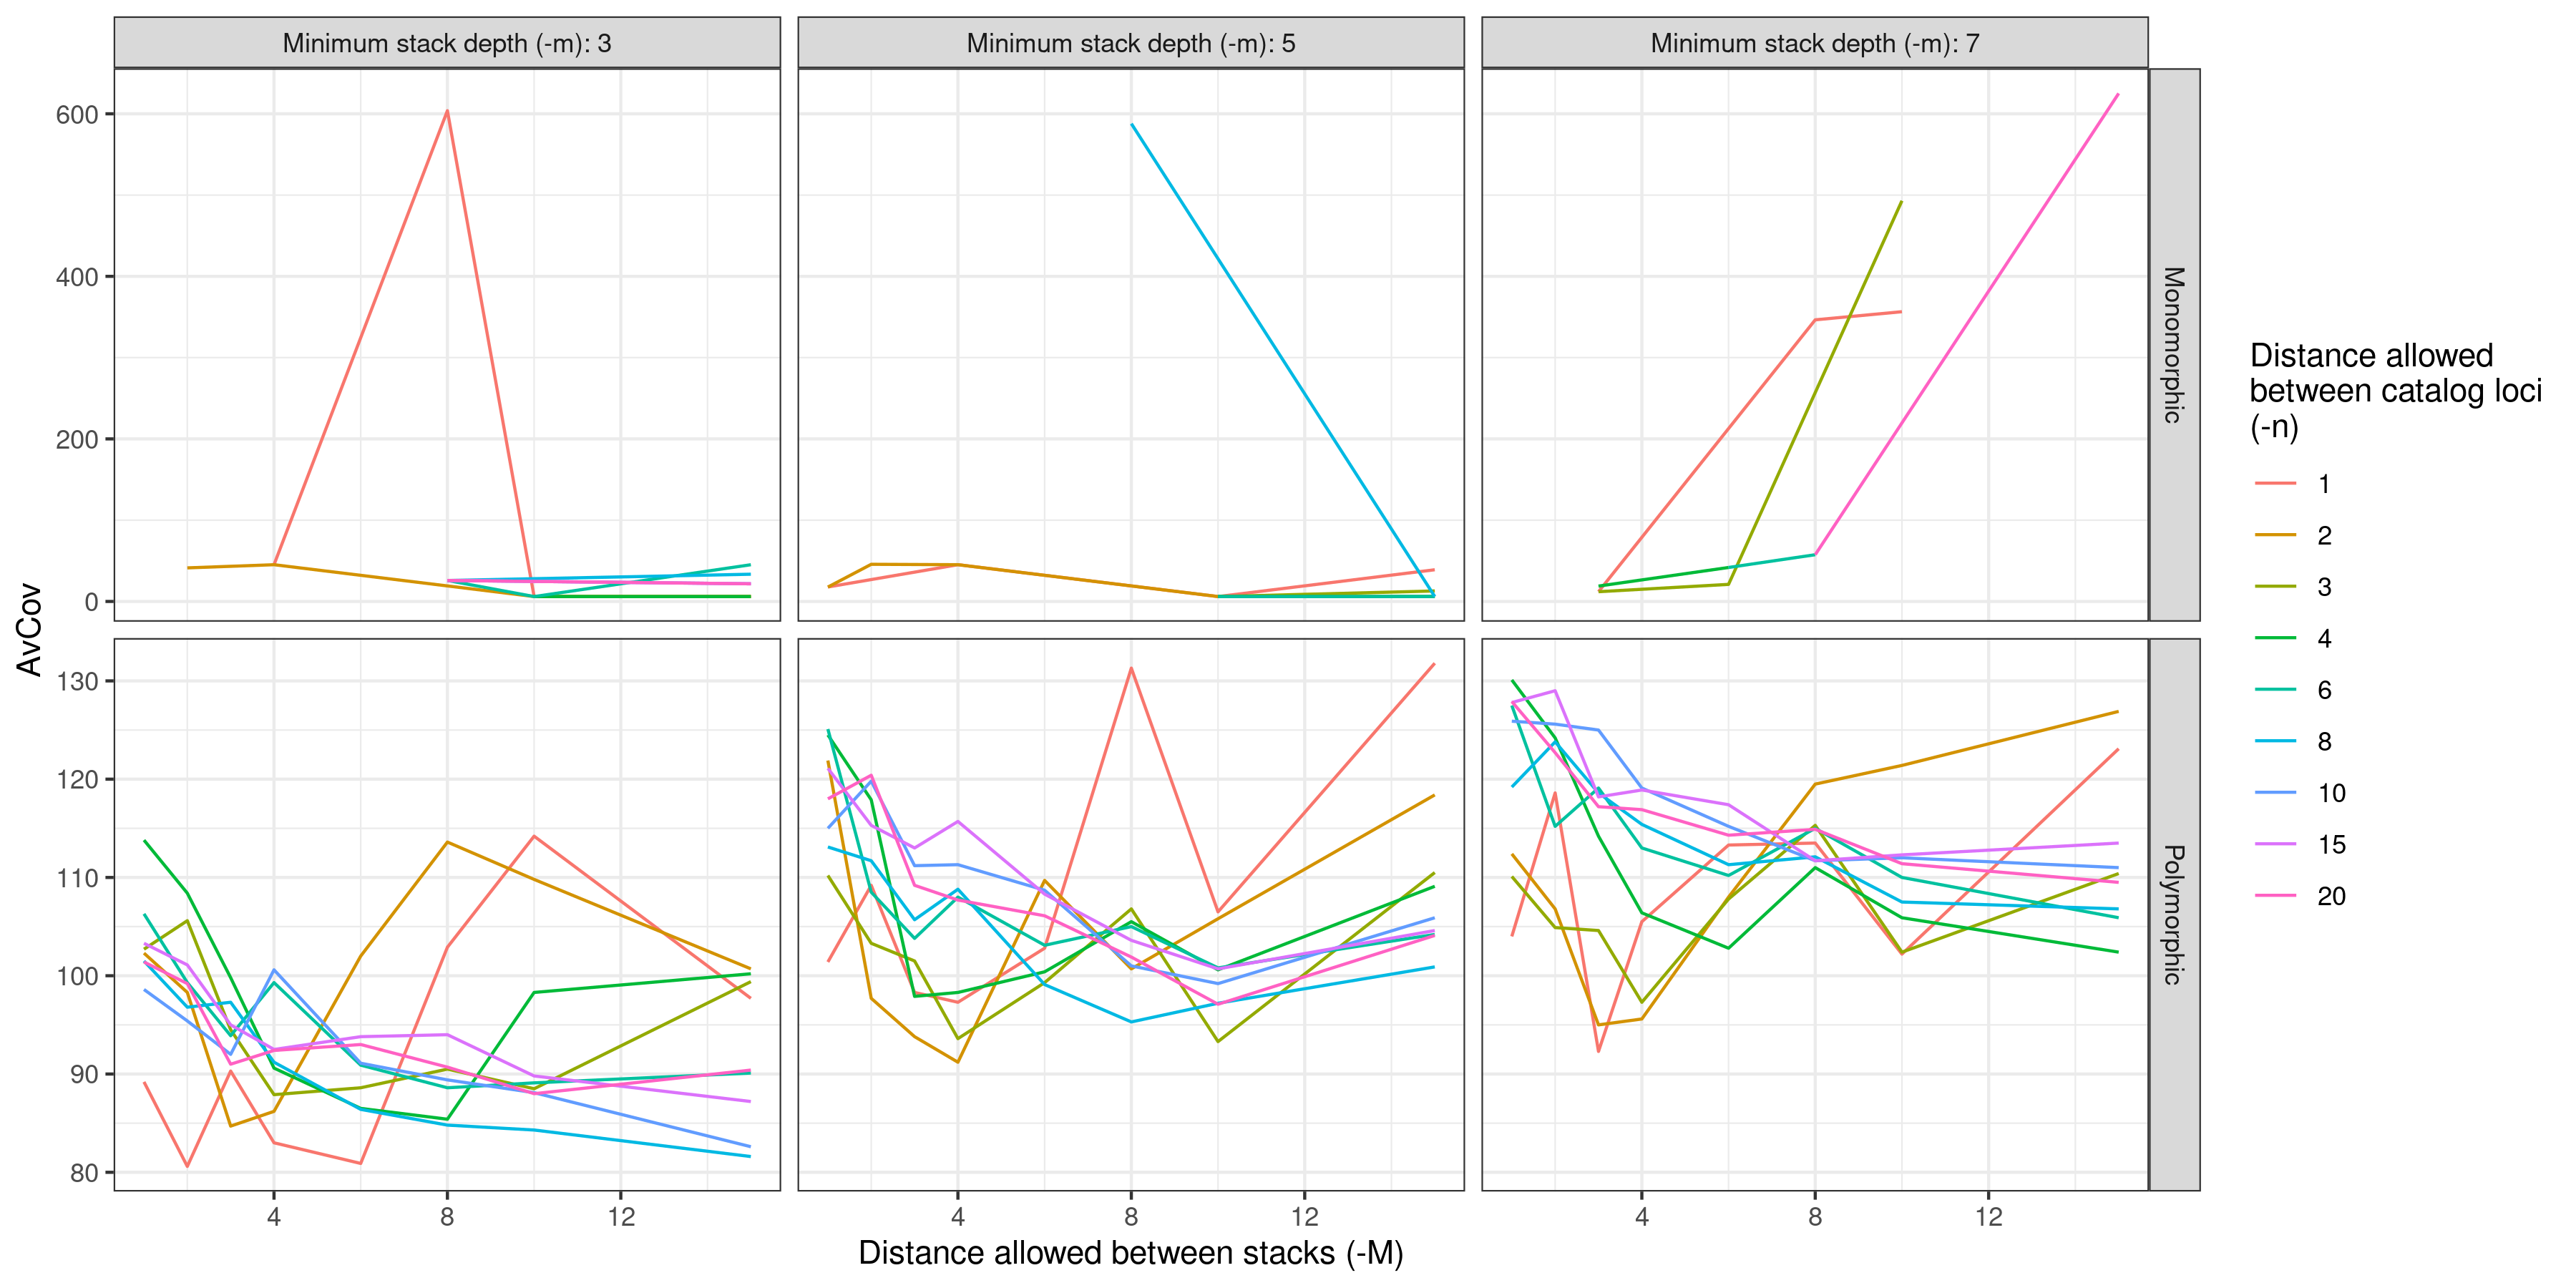 Minimum stack depth (-m): 3
Minimum stack depth (-m): 5
Minimum stack depth (-m): 7
600
400
200
0
Monomorphic
AvCov
130
120
110
100
90
80
Polymorphic
4
8
12
4
8
12
4
8
12
Distance allowed between stacks (-M)
Distance allowed
between catalog loci
(-n)
1
2
3
4
6
8
10
15
20